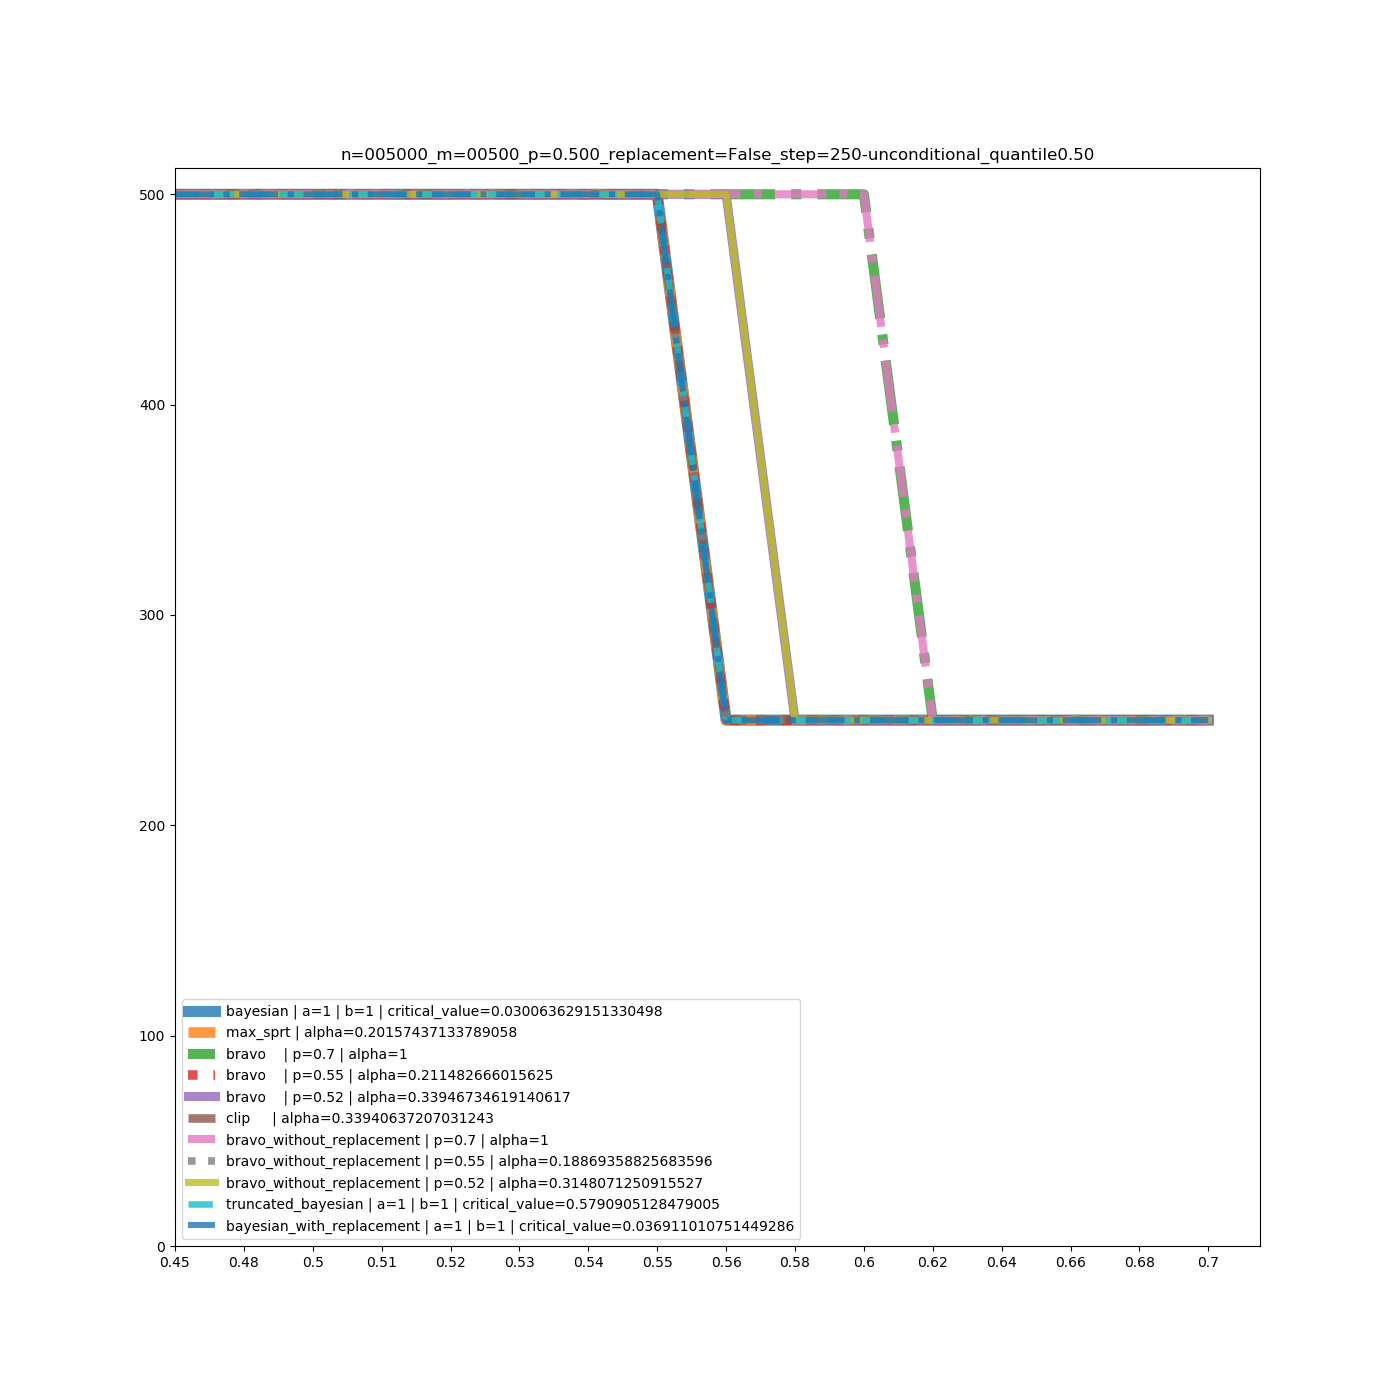 n=005000_m=00500_p=0.500_replacement=False_step=250-unconditional_quantile0.50
500
400
300
200
100
0
bayesian | a=1 | b=1 | critical_value=0.030063629151330498
max_sprt | alpha=0.20157437133789058
bravo | p=0.7 | alpha=1
bravo | p=0.55 | alpha=0.211482666015625
bravo | p=0.52 | alpha=0.33946734619140617
clip | alpha=0.33940637207031243
bravo_without_replacement | p=0.7 | alpha=1
bravo_without_replacement | p=0.55 | alpha=0.18869358825683596
bravo_without_replacement | p=0.52 | alpha=0.3148071250915527
truncated_bayesian | a=1 | b=1 | critical_value=0.5790905128479005
bayesian_with_replacement | a=1 | b=1 | critical_value=0.036911010751449286
0.45 0.48 0.5 0.51 0.52 0.53 0.54 0.55 0.56 0.58 0.6 0.62 0.64 0.66 0.68 0.7